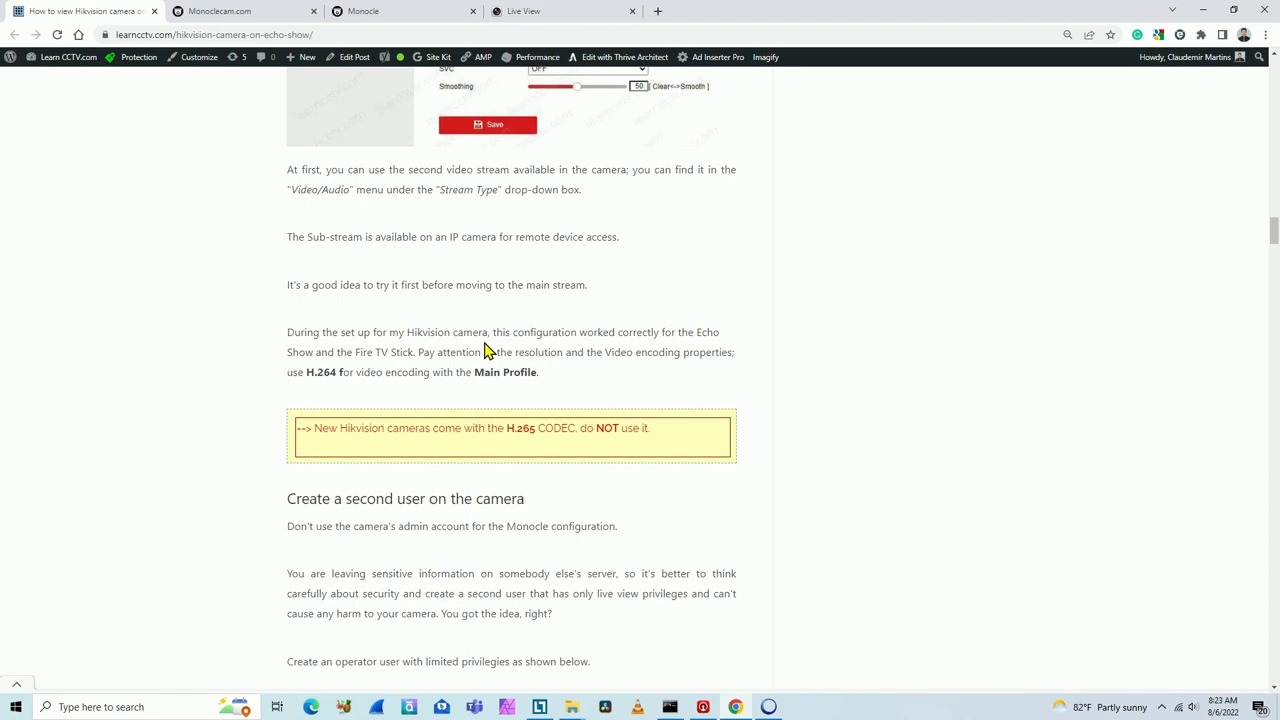 How to view Hikvision camera o
Monoclecam.com
Monocle
Live View
learncctv.com/hikvision-camera-on-echo-show/
Learn CCTV.com
Protection
Customize
5
0
New
Edit Post
Site Kit
AMP
Performance
Edit with Thrive Architect
Ad Inserter Pro
Imagify
Howdy, Claudemir Martins
SVC
OFF
Smoothing
50
[ Clear<->Smooth ]
Save
At first, you can use the second video stream available in the camera; you can find it in the
"Video/Audio" menu under the "Stream Type" drop-down box.
The Sub-stream is available on an IP camera for remote device access.
It's a good idea to try it first before moving to the main stream.
During the set up for my Hikvision camera, this configuration worked correctly for the Echo
Show and the Fire TV Stick. Pay attention the resolution and the Video encoding properties;
use H.264 for video encoding with the Main Profile.
==> New Hikvision cameras come with the H.265 CODEC, do NOT use it.
Create a second user on the camera
Don't use the camera's admin account for the Monocle configuration.
You are leaving sensitive information on somebody else's server, so it's better to think
carefully about security and create a second user that has only live view privileges and can't
cause any harm to your camera. You got the idea, right?
Create an operator user with limited privilegies as shown below.
Type here to search
82°F Partly sunny
8:23 AM
8/6/2022
20